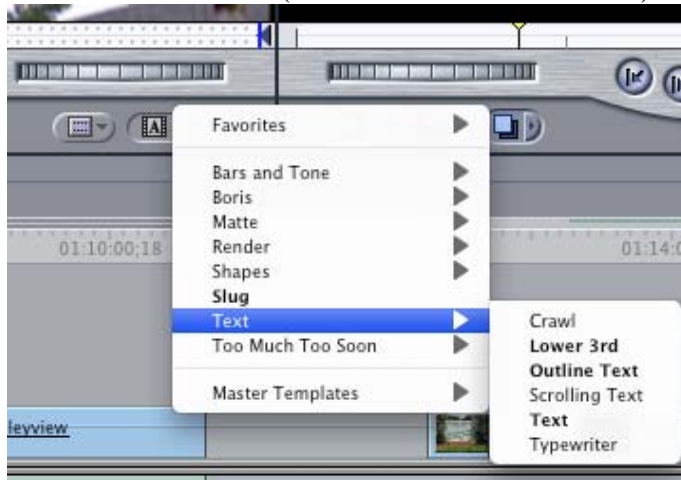 A
Favorites
Bars and Tone
Boris
Matte
Render
Shapes
Slug
Text
Too Much Too Soon
Master Templates
Crawl
Lower 3rd
Outline Text
Scrolling Text
Text
Typewriter
01:10:00;18
01:14:0
leyview